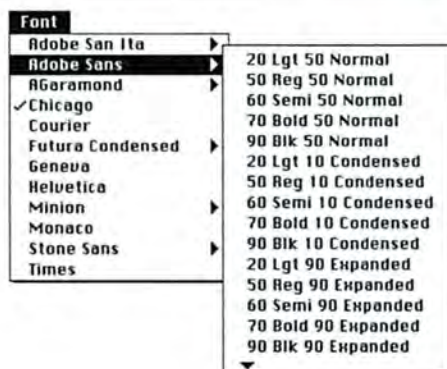 Font
Adobe San Ita
Adobe Sans
AGaramond
✓Chicago
Courier
Futura Condensed
Geneva
Helvetica
Minion
Monaco
Stone Sans
Times
20 Lgt 50 Normal
50 Reg 50 Normal
60 Semi 50 Normal
70 Bold 50 Normal
90 Blk 50 Normal
20 Lgt 10 Condensed
50 Reg 10 Condensed
60 Semi 10 Condensed
70 Bold 10 Condensed
90 Blk 10 Condensed
20 Lgt 90 Expanded
50 Reg 90 Expanded
60 Semi 90 Expanded
70 Bold 90 Expanded
90 Blk 90 Expanded